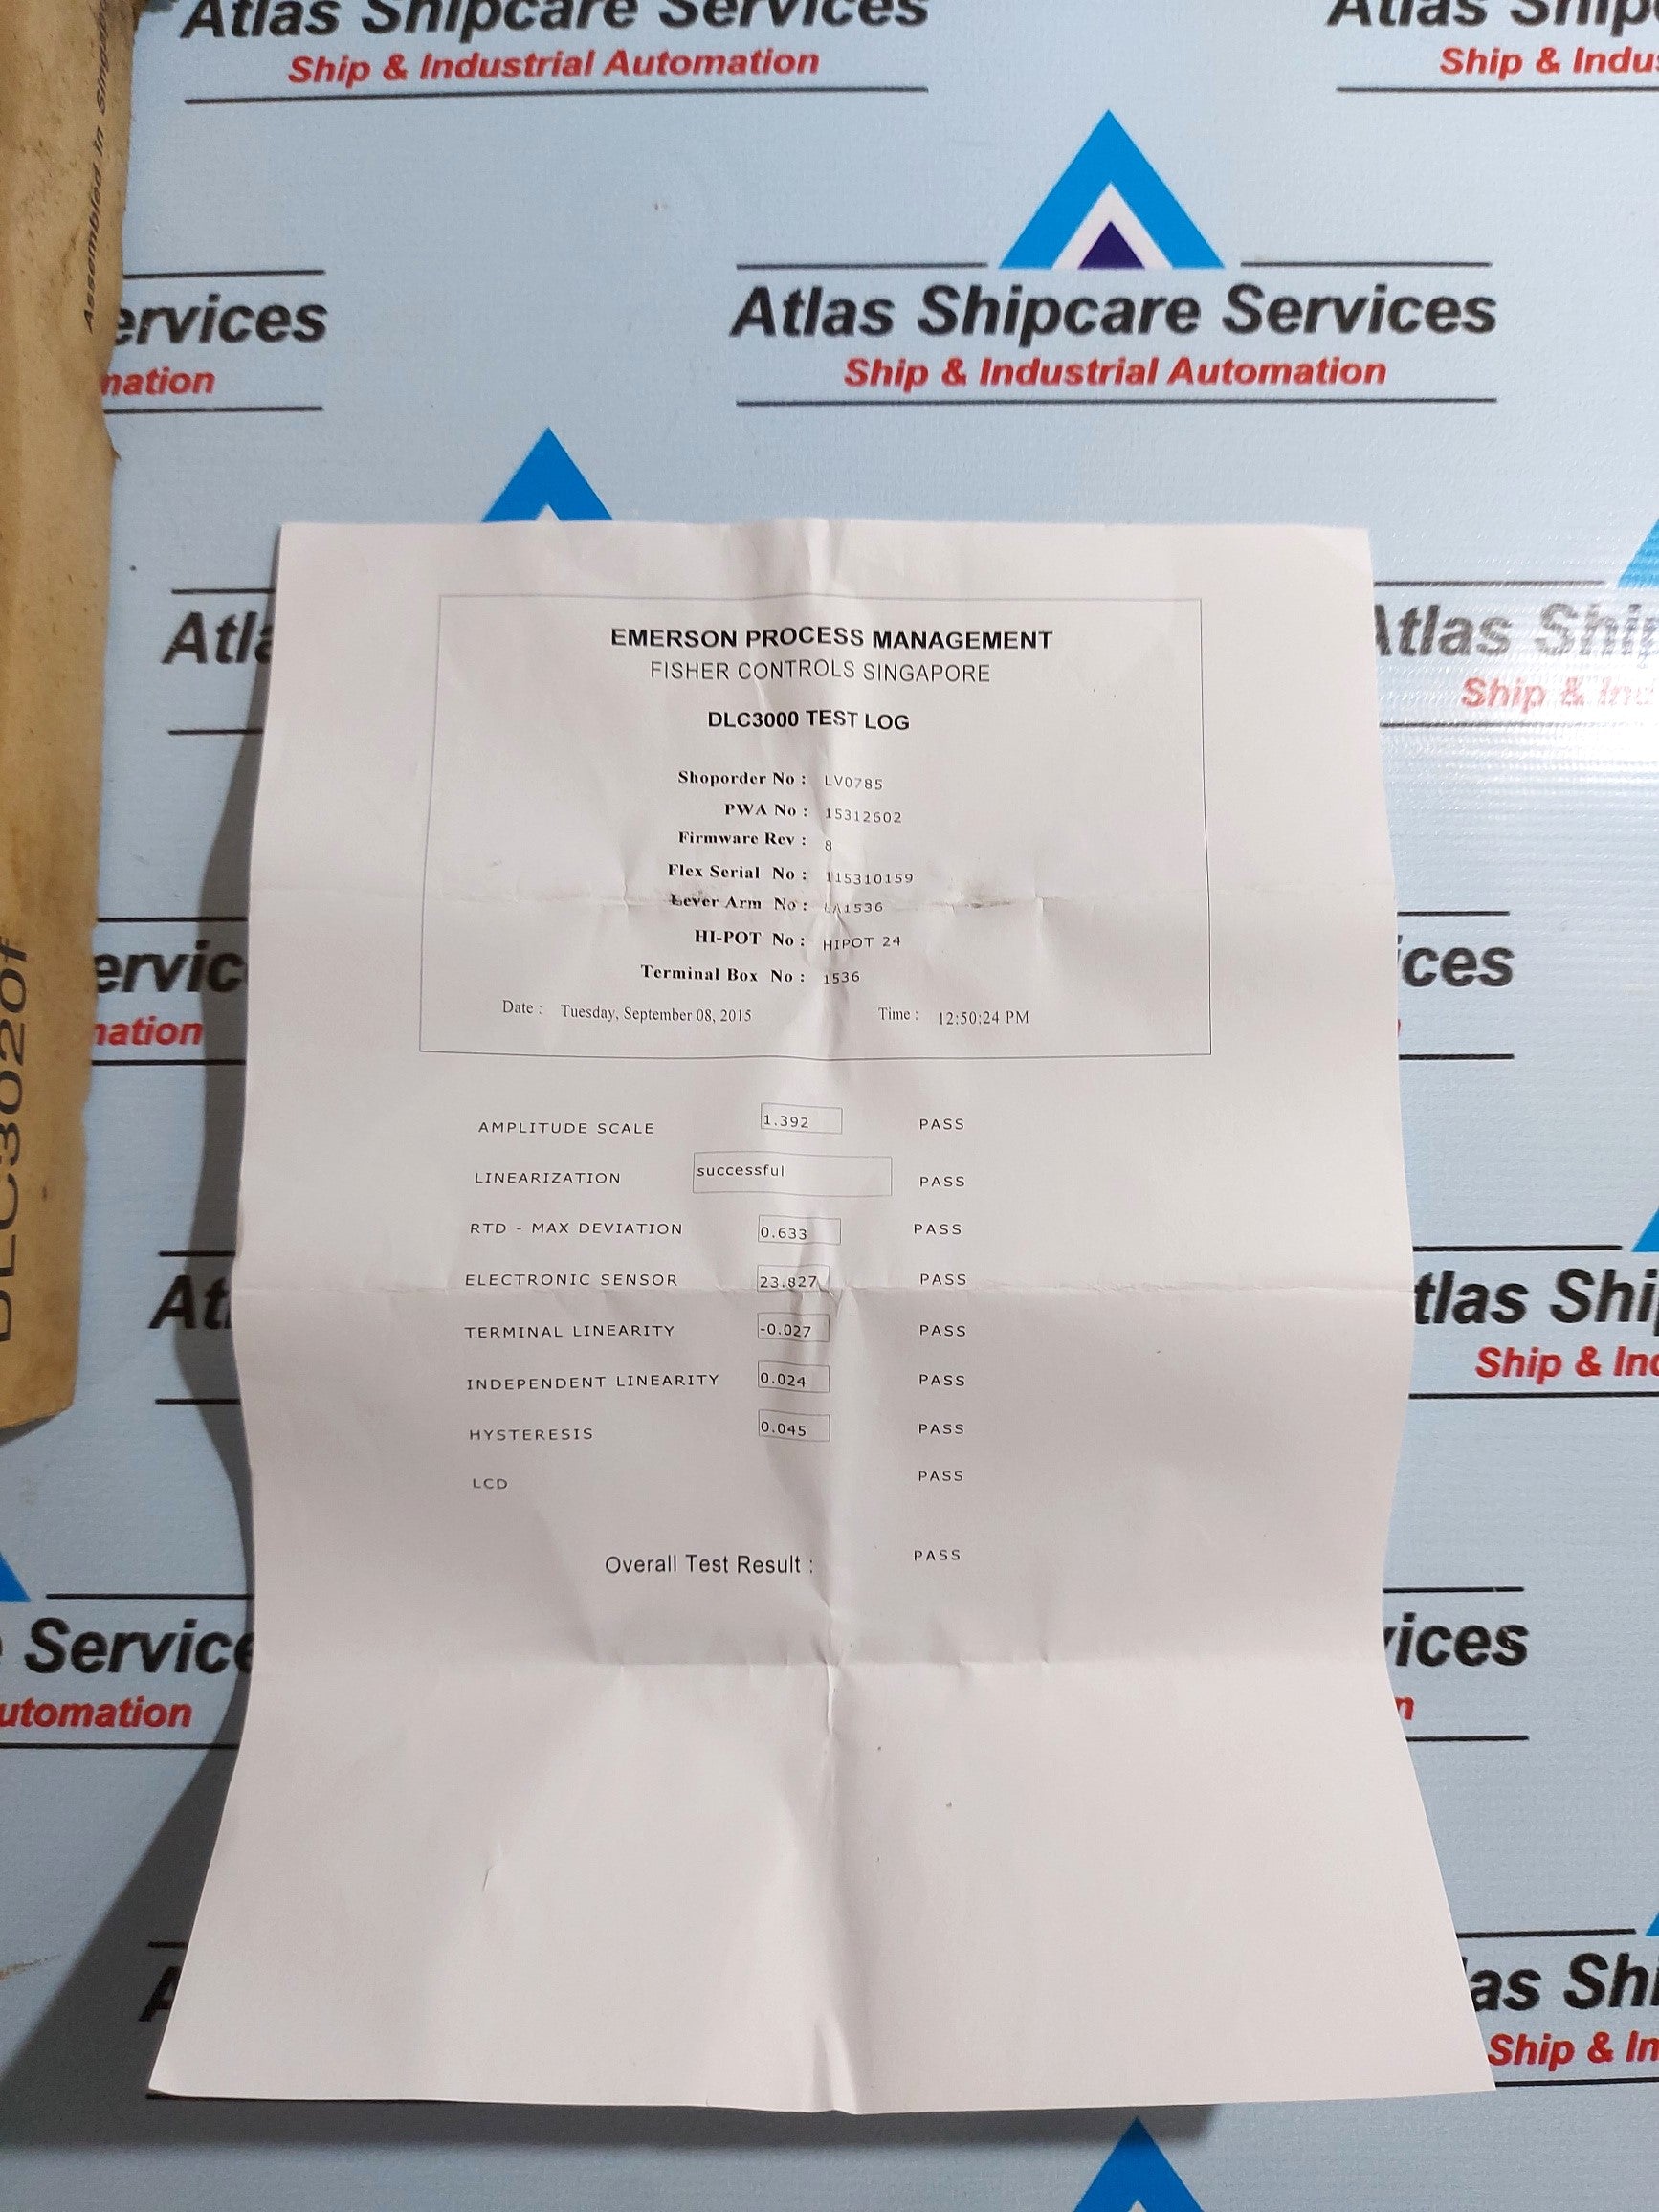 Atlas Shipcare Services
Ship & Industrial Automation
Atlas
Ship &
Assembled in
Atlas Shipcare Services
Ship & Industrial Automation
EMERSON PROCESS MANAGEMENT
FISHER CONTROLS SINGAPORE
DLC3000 TEST LOG
Shoporder No : LV0785
PWA No : 15312602
Firmware Rev : 8
Flex Serial No : 115310159
Lever Arm No : LA1536
HI-POT No : HIPOT 24
Terminal Box No : 1536
Date : Tuesday, September 08, 2015 Time : 12:50:24 PM
AMPLITUDE SCALE 1.392 PASS
LINEARIZATION successful PASS
RTD - MAX DEVIATION 0.633 PASS
ELECTRONIC SENSOR 23.827 PASS
TERMINAL LINEARITY -0.027 PASS
INDEPENDENT LINEARITY 0.024 PASS
HYSTERESIS 0.045 PASS
LCD PASS
Overall Test Result : PASS
DLC3020f